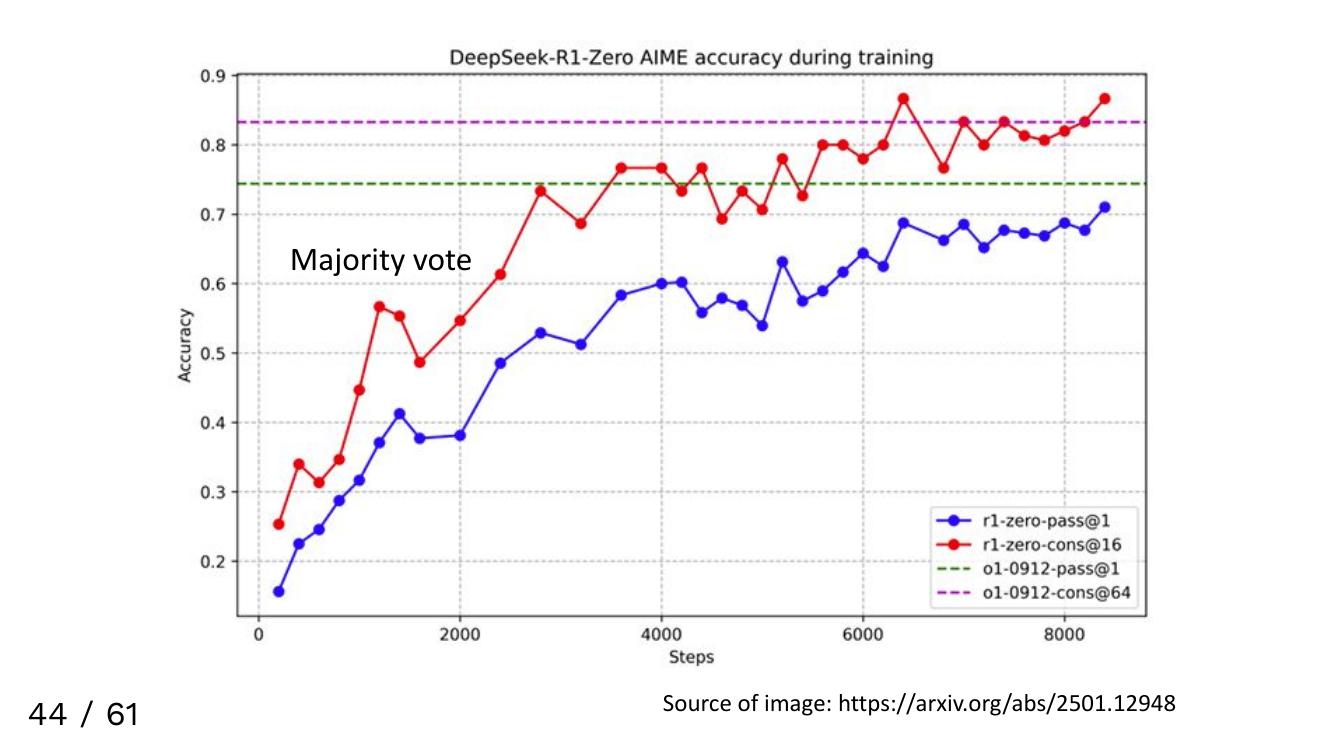 DeepSeek-R1-Zero AIME accuracy during training
0.9
0.8
0.7
0.6
0.5
0.4
0.3
0.2
Accuracy
Majority vote
r1-zero-pass@1
r1-zero-cons@16
o1-0912-pass@1
o1-0912-cons@64
0 2000 4000 6000 8000
Steps
Source of image: https://arxiv.org/abs/2501.12948
44 / 61